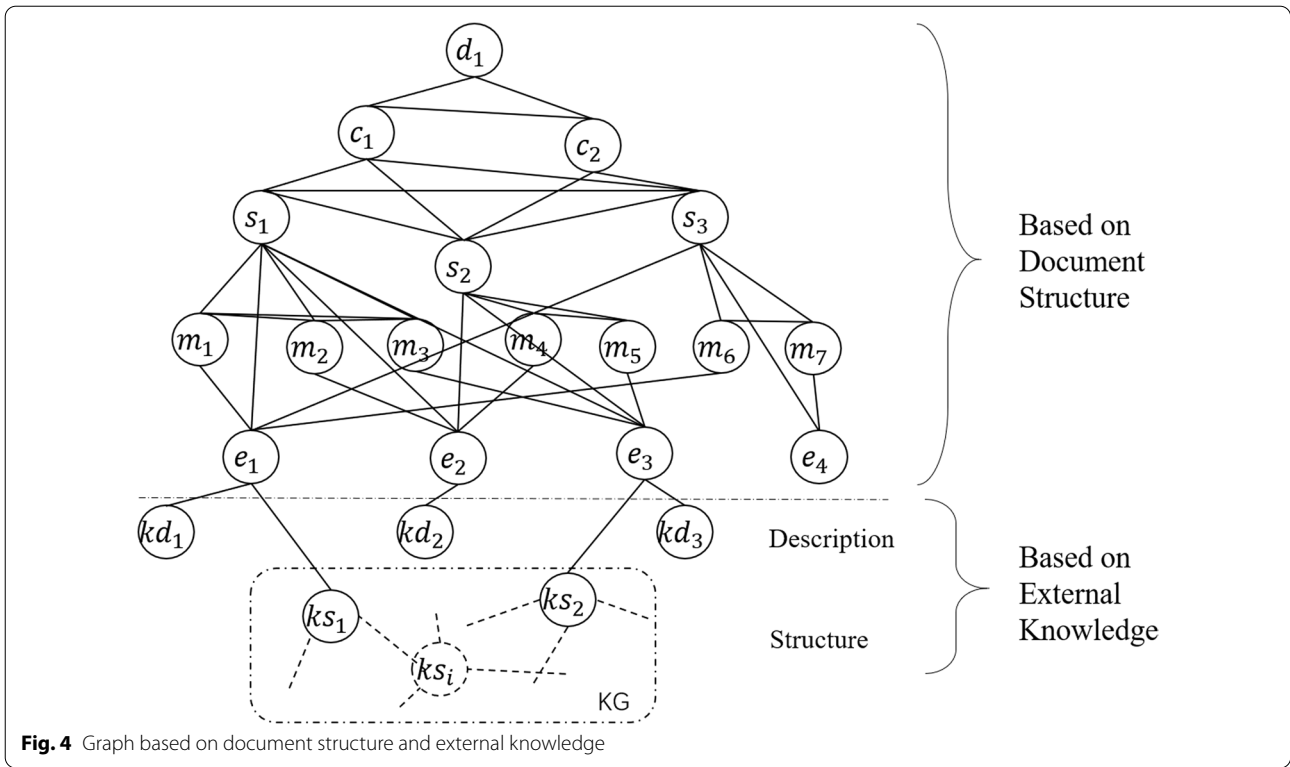 d₁
c₁
c₂
s₁
s₂
s₃
Based on
Document
Structure
m₁
m₂
m₃
m₄
m₅
m₆
m₇
e₁
e₂
e₃
e₄
kd₁
kd₂
kd₃
Description
Based on
External
Knowledge
ks₁
ks₂
ksᵢ
Structure
KG
Fig. 4 Graph based on document structure and external knowledge